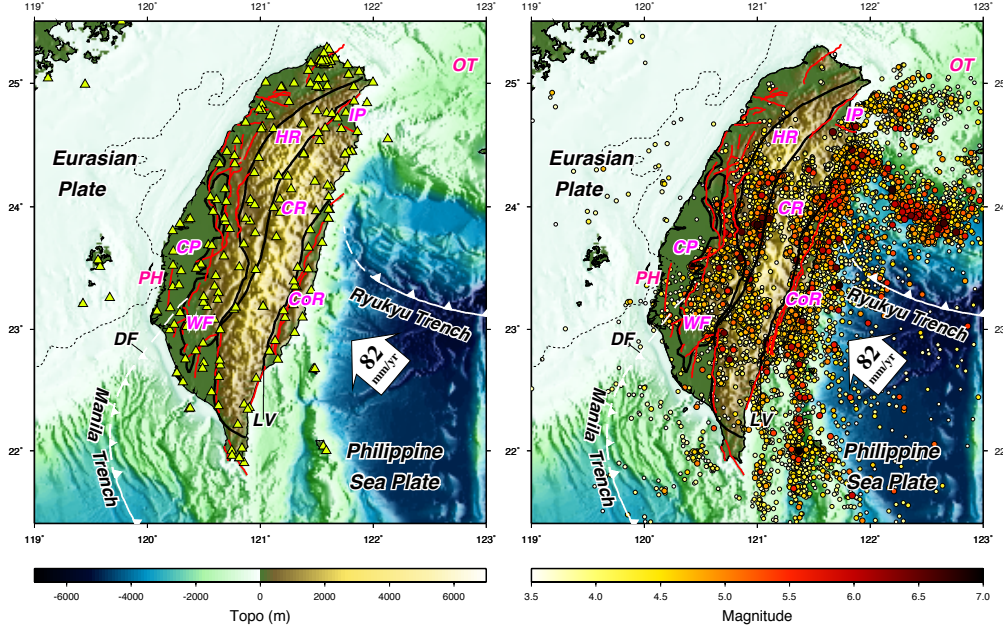 119˚ 120˚ 121˚ 122˚ 123˚
25˚
24˚
23˚
22˚
OT
IP
HR
Eurasian
Plate
CR
CP
PH
CoR
Ryukyu Trench
WF
DF
82
mm/yr
Manila
Trench
LV
Philippine
Sea Plate
119˚ 120˚ 121˚ 122˚ 123˚
-6000 -4000 -2000 0 2000 4000 6000
Topo (m)
119˚ 120˚ 121˚ 122˚ 123˚
25˚
24˚
23˚
22˚
OT
IP
HR
Eurasian
Plate
CR
CP
PH
CoR
Ryukyu Trench
WF
DF
82
mm/yr
Manila
Trench
LV
Philippine
Sea Plate
119˚ 120˚ 121˚ 122˚ 123˚
3.5 4.0 4.5 5.0 5.5 6.0 6.5 7.0
Magnitude